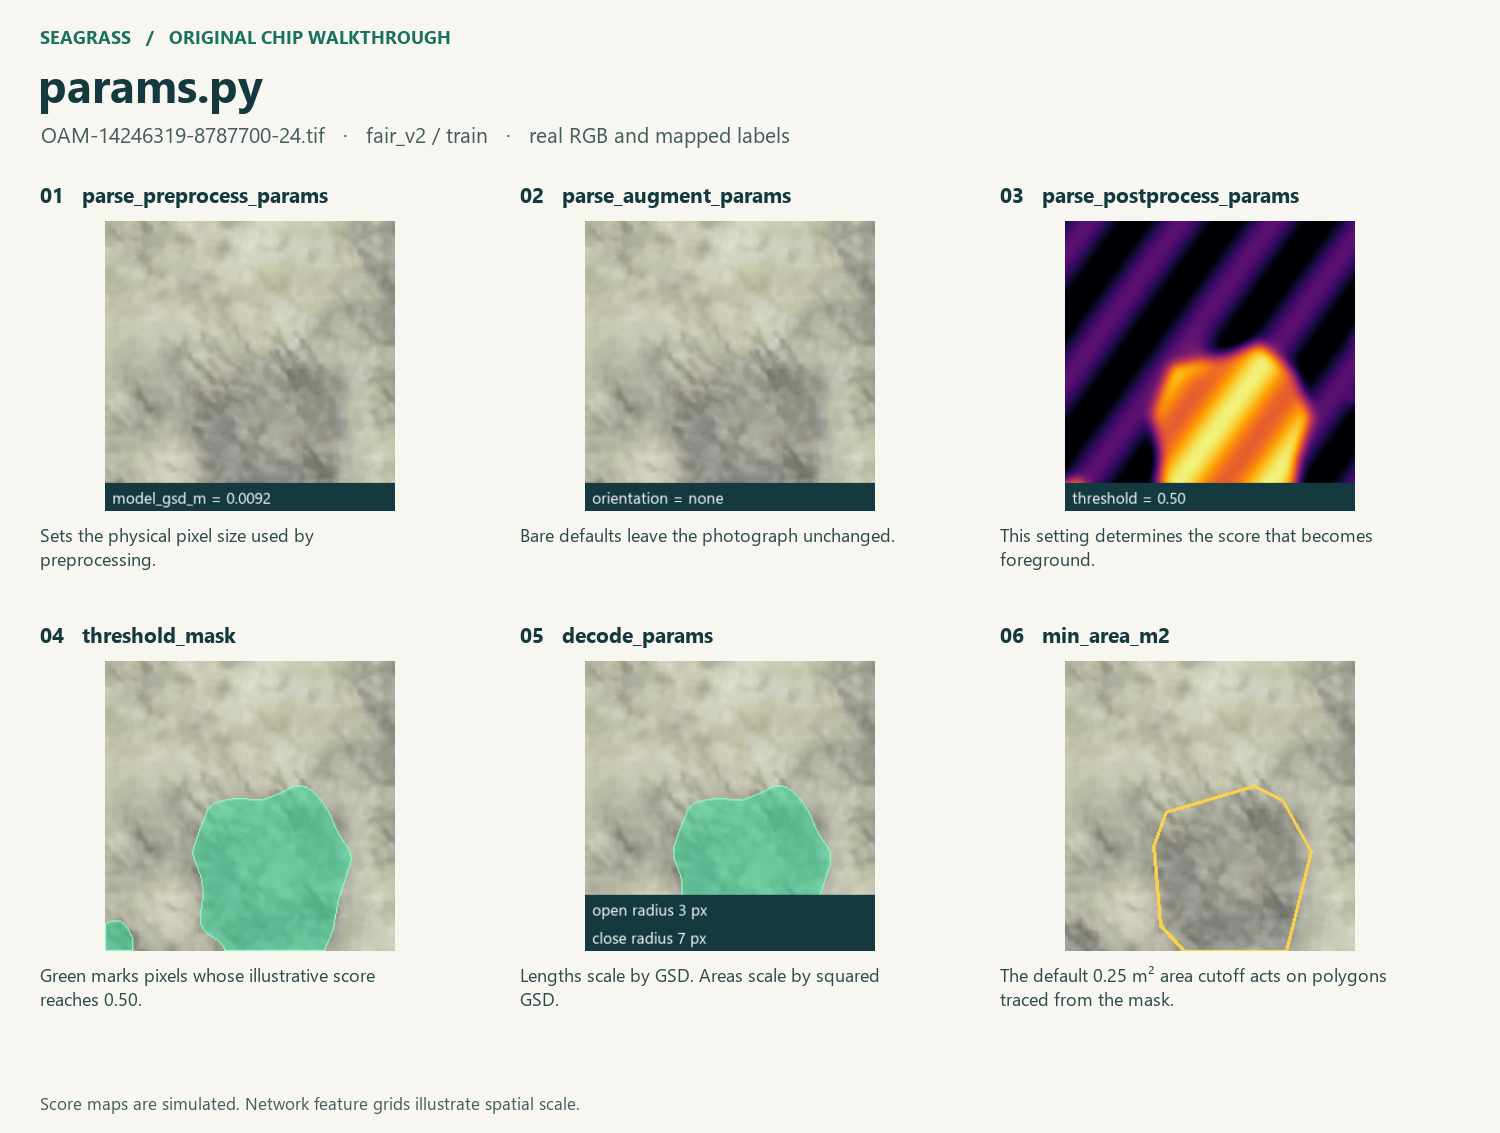 SEAGRASS / ORIGINAL CHIP WALKTHROUGH
params.py
OAM-14246319-8787700-24.tif · fair_v2 / train · real RGB and mapped labels
01 parse_preprocess_params
model_gsd_m = 0.0092
Sets the physical pixel size used by
preprocessing.
02 parse_augment_params
orientation = none
Bare defaults leave the photograph unchanged.
03 parse_postprocess_params
threshold = 0.50
This setting determines the score that becomes
foreground.
04 threshold_mask
Green marks pixels whose illustrative score
reaches 0.50.
05 decode_params
open radius 3 px
close radius 7 px
Lengths scale by GSD. Areas scale by squared
GSD.
06 min_area_m2
The default 0.25 m² area cutoff acts on polygons
traced from the mask.
Score maps are simulated. Network feature grids illustrate spatial scale.